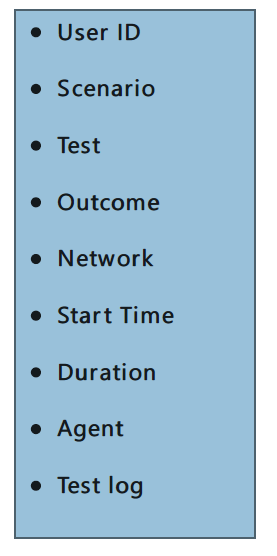 • User ID
• Scenario
• Test
• Outcome
• Network
• Start Time
• Duration
• Agent
• Test log